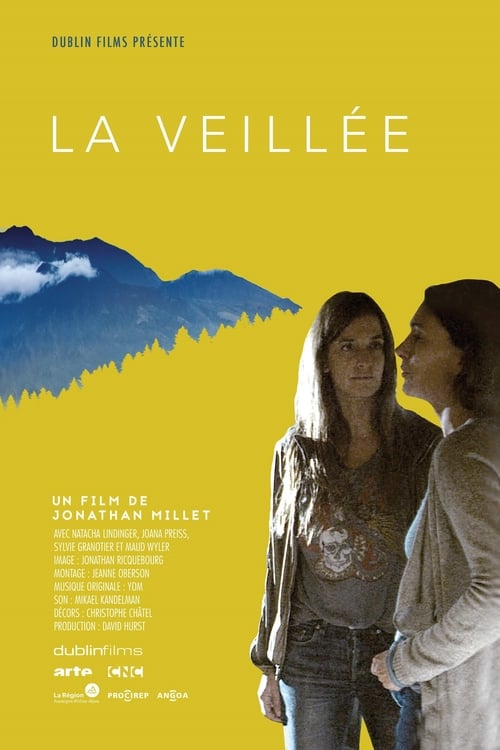 DUBLIN FILMS PRÉSENTE
LA VEILLÉE
UN FILM DE
JONATHAN MILLET
AVEC NATACHA LINDINGER, JOANA PREISS,
SYLVIE GRANOTIER ET MAUD WYLER
IMAGE : JONATHAN RICQUEBOURG
MONTAGE : JEANNE OBERSON
MUSIQUE ORIGINALE : YOM
SON : MIKAEL KANDELMAN
DÉCORS : CHRISTOPHE CHÂTEL
PRODUCTION : DAVID HURST
dublinfilms
arte CNC
La Région PROCIREP ANGOA